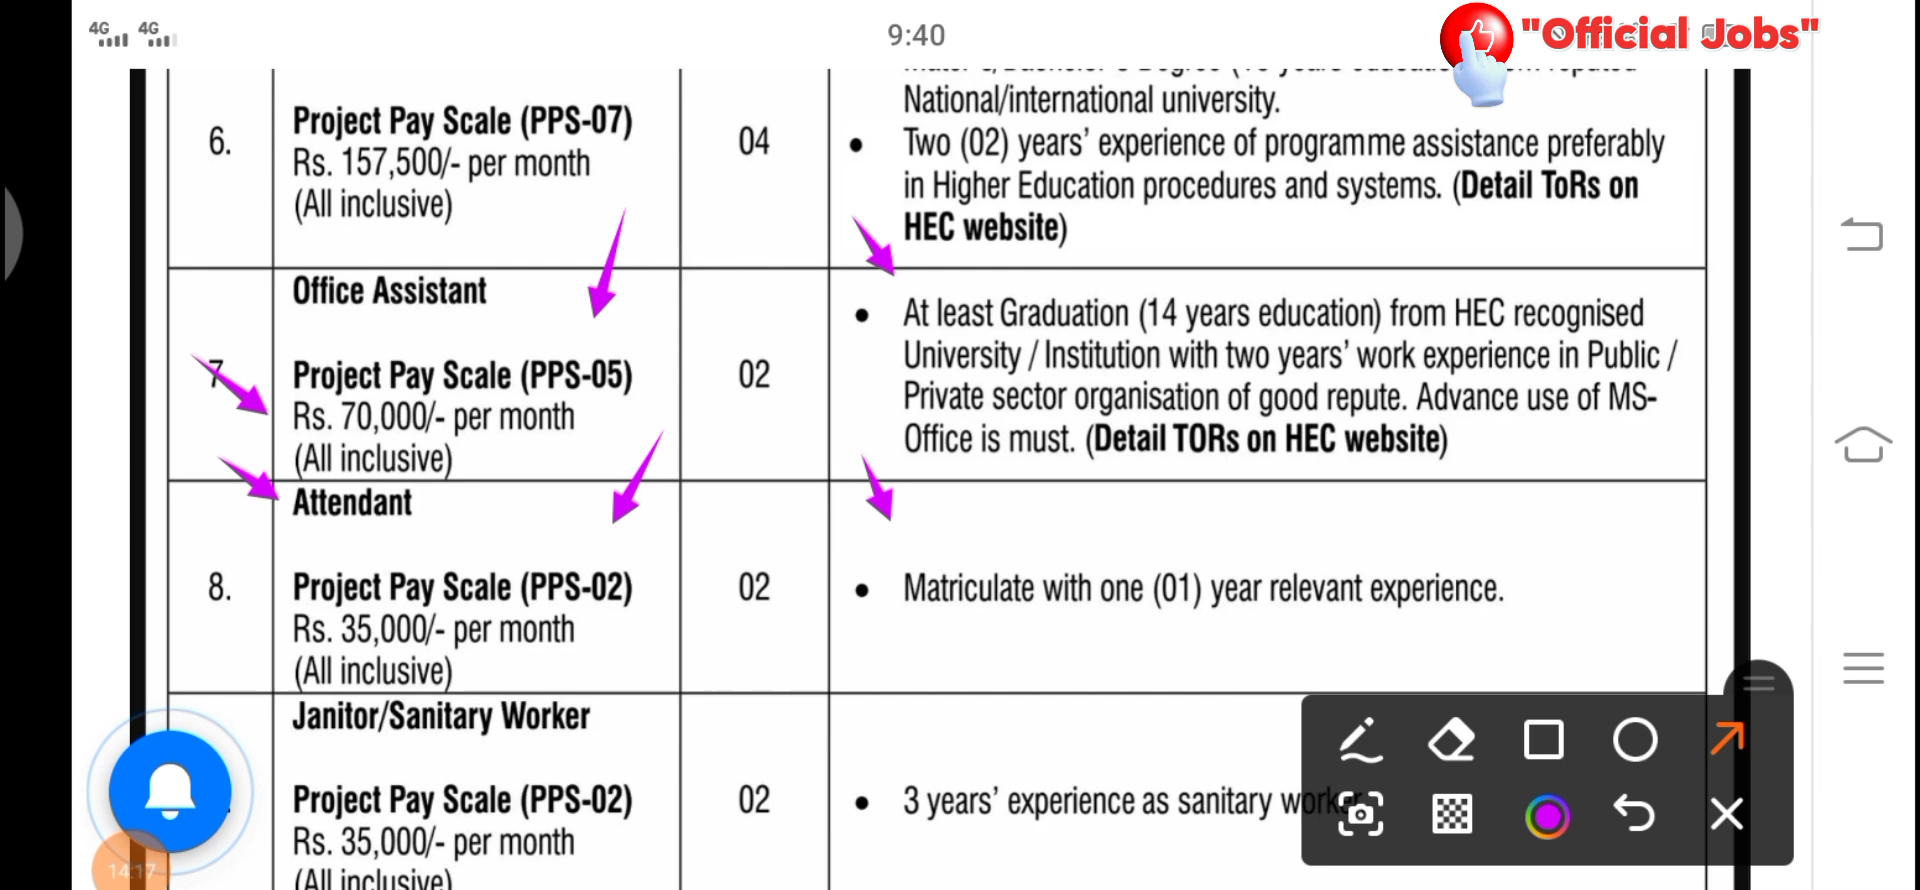 4G 4G
9:40
"Official Jobs"
National/international university.
6.
Project Pay Scale (PPS-07)
Rs. 157,500/- per month
(All inclusive)
04
• Two (02) years' experience of programme assistance preferably
in Higher Education procedures and systems. (Detail ToRs on
HEC website)
7
Office Assistant
Project Pay Scale (PPS-05)
Rs. 70,000/- per month
(All inclusive)
02
• At least Graduation (14 years education) from HEC recognised
University / Institution with two years' work experience in Public /
Private sector organisation of good repute. Advance use of MS-
Office is must. (Detail TORs on HEC website)
8.
Attendant
Project Pay Scale (PPS-02)
Rs. 35,000/- per month
(All inclusive)
02
• Matriculate with one (01) year relevant experience.
Janitor/Sanitary Worker
Project Pay Scale (PPS-02)
Rs. 35,000/- per month
(All inclusive)
02
• 3 years' experience as sanitary worker
14:17